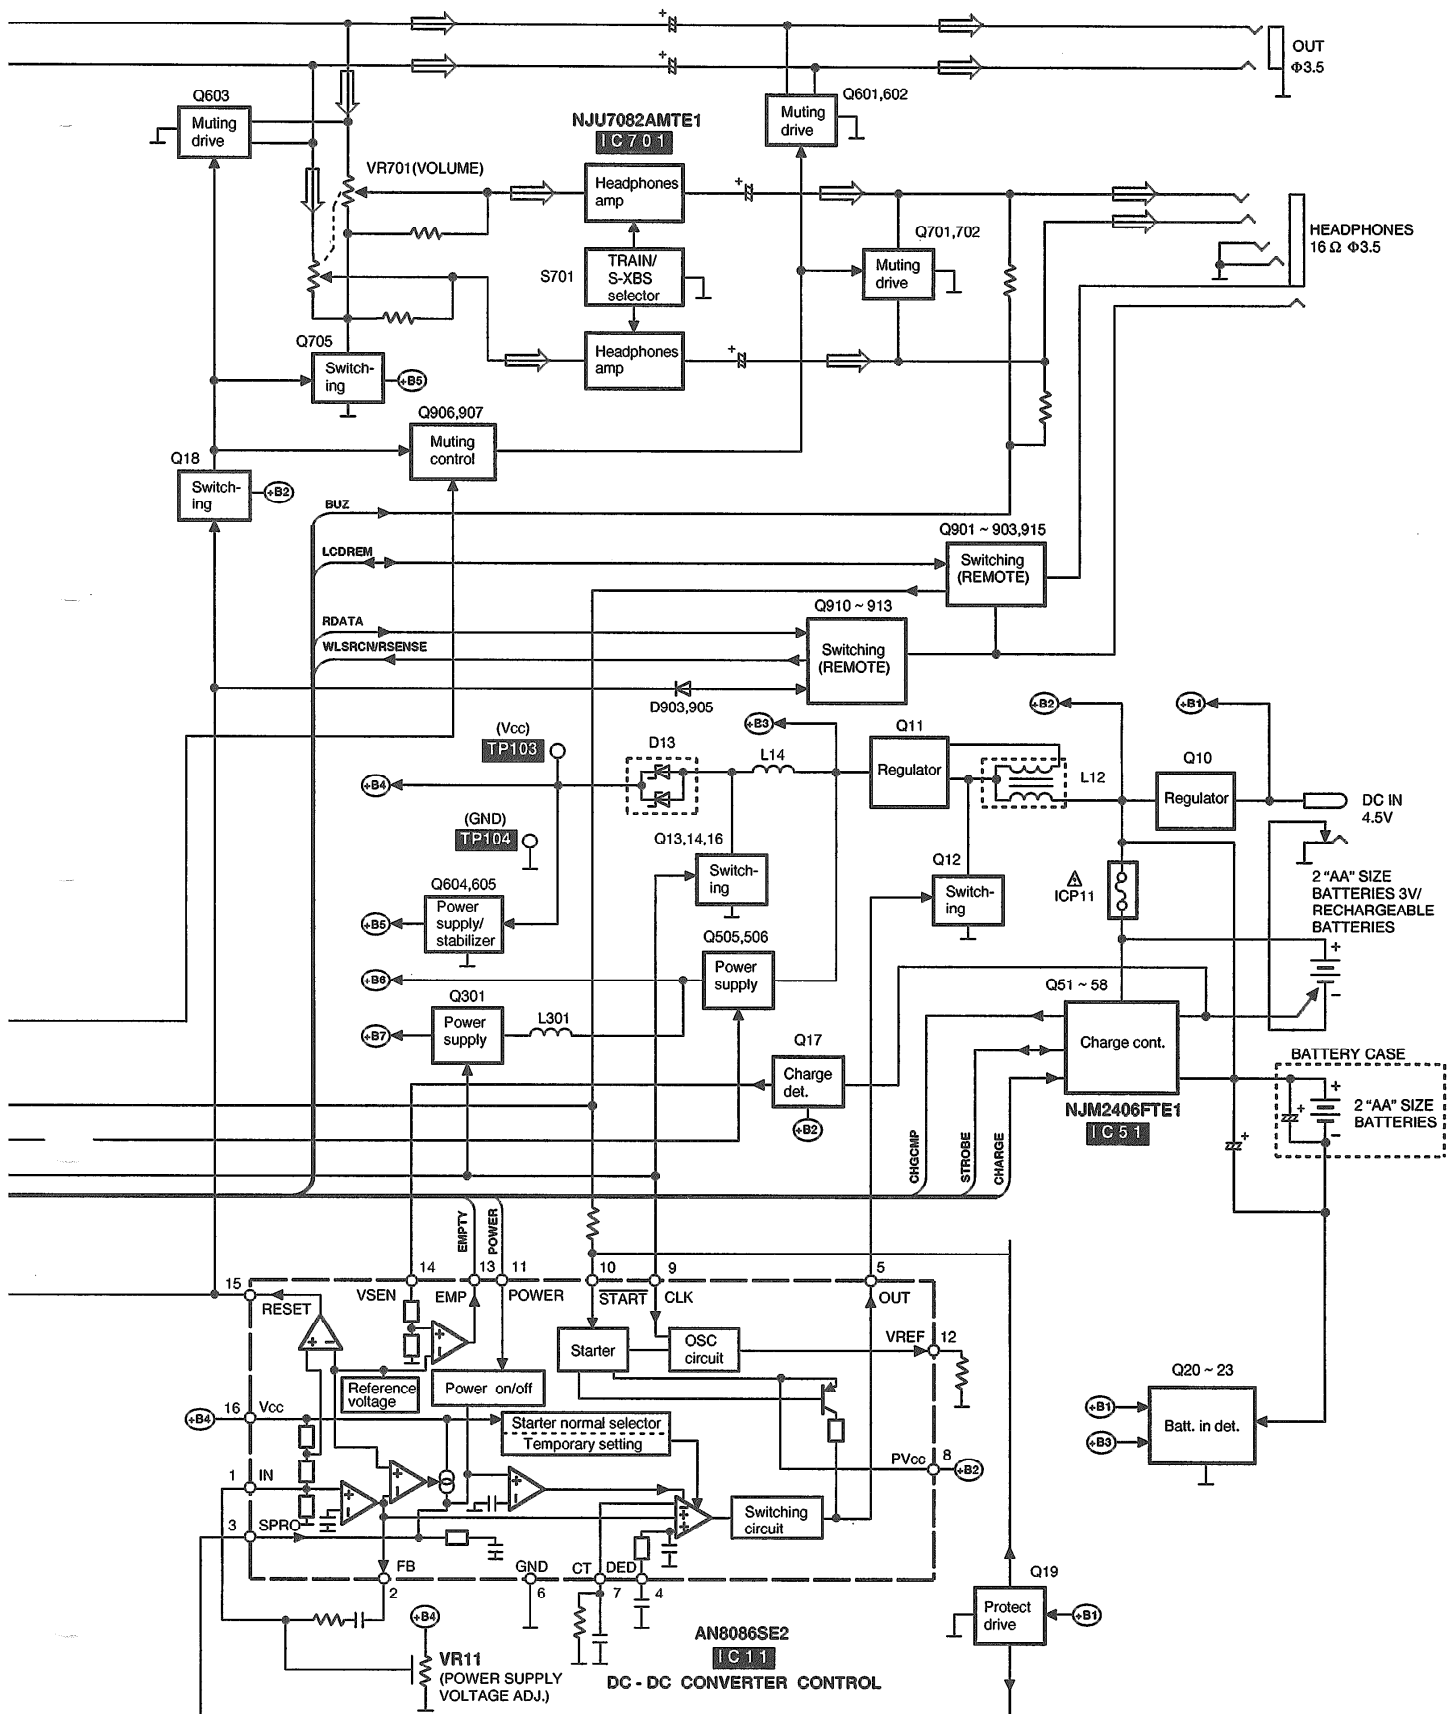 OUT
Φ3.5
Q603
Muting
drive
Q601,602
Muting
drive
NJU7082AMTE1
IC701
VR701(VOLUME)
Headphones
amp
Q701,702
Muting
drive
HEADPHONES
16 Ω Φ3.5
S701
TRAIN/
S-XBS
selector
Headphones
amp
Q705
Switch-
ing
+B5
Q906,907
Muting
control
Q18
Switch-
ing
+B2
BUZ
Q901 ~ 903,915
Switching
(REMOTE)
LCDREM
Q910 ~ 913
Switching
(REMOTE)
RDATA
WLSRCN/RSENSE
D903,905
+B3
+B2
+B1
(Vcc)
TP103
D13
L14
Q11
Regulator
L12
Q10
Regulator
DC IN
4.5V
+B4
(GND)
TP104
Q13,14,16
Switch-
ing
Q12
Switch-
ing
ICP11
2 "AA" SIZE
BATTERIES 3V/
RECHARGEABLE
BATTERIES
+
−
Q604,605
Power
supply/
stabilizer
+B5
Q505,506
Power
supply
+B6
Q301
Power
supply
L301
+B7
Q51 ~ 58
Charge cont.
NJM2406FTE1
IC51
Q17
Charge
det.
+B2
BATTERY CASE
2 "AA" SIZE
BATTERIES
+
−
CHGCMP
STROBE
CHARGE
EMPTY
POWER
15
14
13
11
10
9
5
RESET
VSEN
EMP
POWER
START
CLK
OUT
Starter
OSC
circuit
VREF
12
Reference
voltage
Power on/off
+B4
16
Vcc
Starter normal selector
Temporary setting
Q20 ~ 23
Batt. in det.
+B1
+B3
1
IN
PVcc
8
+B2
Switching
circuit
3
SPRO
FB
GND
CT
DED
2
6
7
4
+B4
VR11
(POWER SUPPLY
VOLTAGE ADJ.)
AN8086SE2
IC11
DC - DC CONVERTER CONTROL
Q19
Protect
drive
+B1